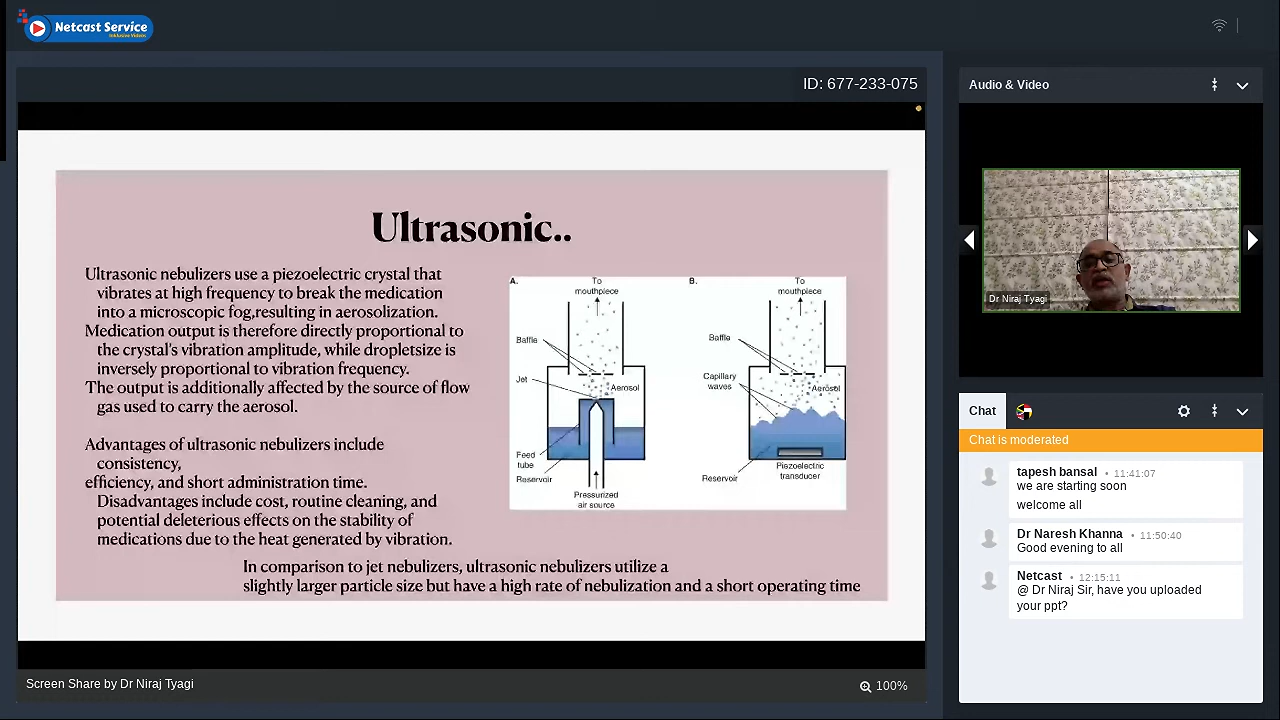 Netcast Service
Inklusive Videos
ID: 677-233-075
Ultrasonic..
Ultrasonic nebulizers use a piezoelectric crystal that
vibrates at high frequency to break the medication
into a microscopic fog,resulting in aerosolization.
Medication output is therefore directly proportional to
the crystal's vibration amplitude, while dropletsize is
inversely proportional to vibration frequency.
The output is additionally affected by the source of flow
gas used to carry the aerosol.
Advantages of ultrasonic nebulizers include
consistency,
efficiency, and short administration time.
Disadvantages include cost, routine cleaning, and
potential deleterious effects on the stability of
medications due to the heat generated by vibration.
In comparison to jet nebulizers, ultrasonic nebulizers utilize a
slightly larger particle size but have a high rate of nebulization and a short operating time
A.
To
mouthpiece
Baffle
Jet
Aerosol
Feed
tube
Reservoir
Pressurized
air source
B.
To
mouthpiece
Baffle
Capillary
waves
Aerosol
Reservoir
Piezoelectric
transducer
Screen Share by Dr Niraj Tyagi
100%
Audio & Video
Dr Niraj Tyagi
Chat
Chat is moderated
tapesh bansal • 11:41:07
we are starting soon
welcome all
Dr Naresh Khanna • 11:50:40
Good evening to all
Netcast • 12:15:11
@ Dr Niraj Sir, have you uploaded
your ppt?